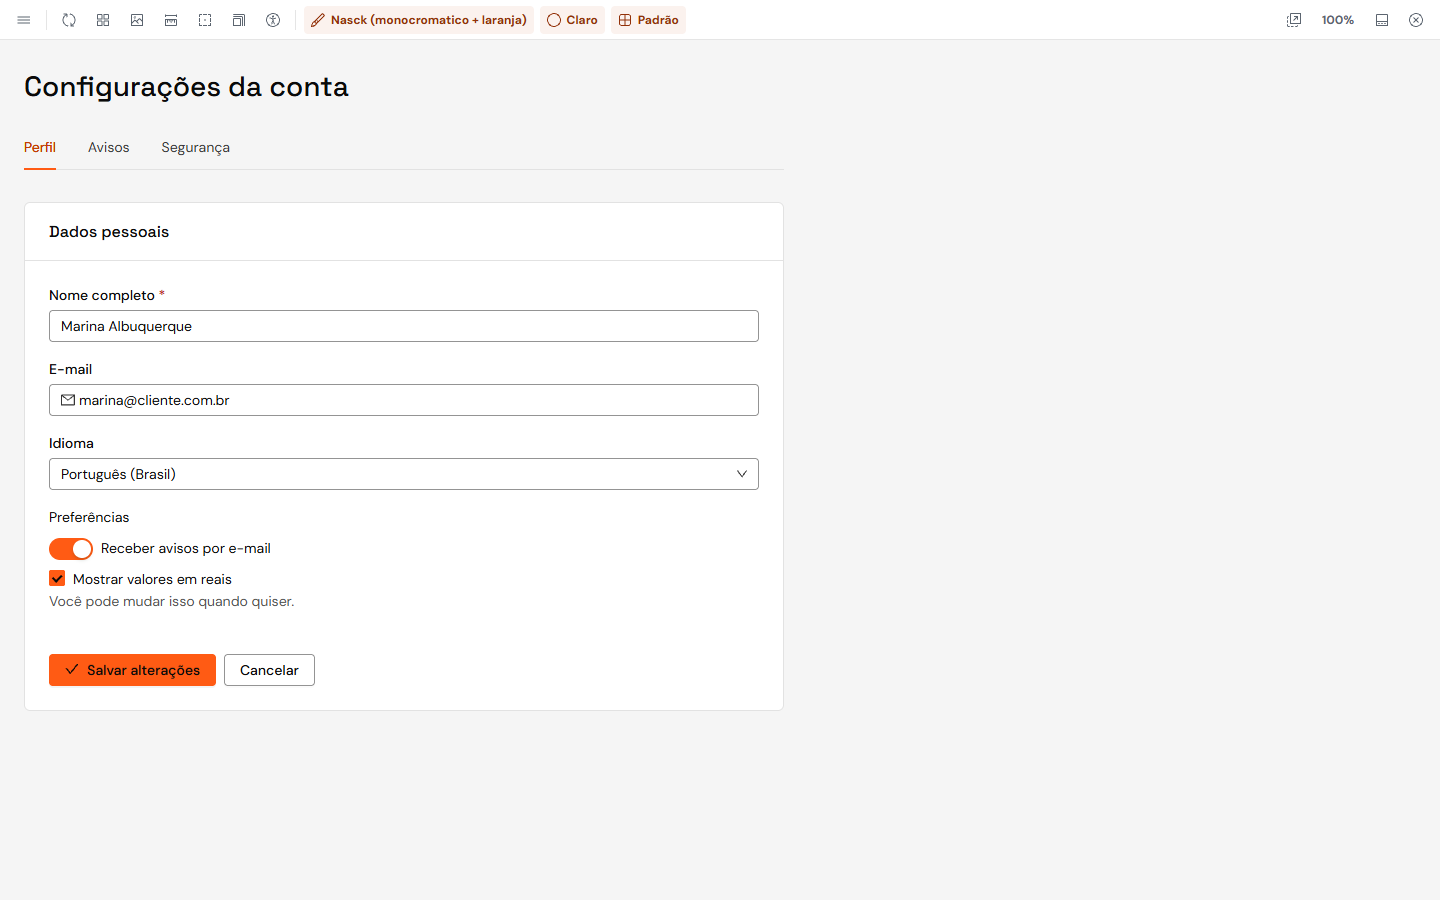 Nasck (monocromatico + laranja) Claro Padrão 100%
Configurações da conta
Perfil Avisos Segurança
Dados pessoais
Nome completo *
Marina Albuquerque
E-mail
marina@cliente.com.br
Idioma
Português (Brasil)
Preferências
Receber avisos por e-mail
Mostrar valores em reais
Você pode mudar isso quando quiser.
Salvar alterações Cancelar